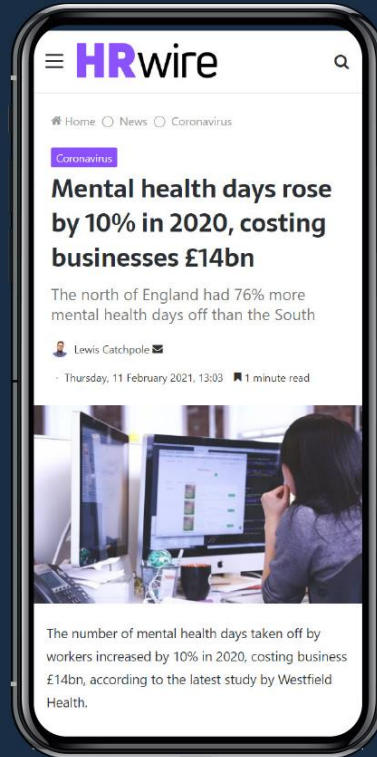 HRwire
Home News Coronavirus
Coronavirus
Mental health days rose
by 10% in 2020, costing
businesses £14bn
The north of England had 76% more
mental health days off than the South
Lewis Catchpole
- Thursday, 11 February 2021, 13:03 1 minute read
The number of mental health days taken off by
workers increased by 10% in 2020, costing business
£14bn, according to the latest study by Westfield
Health.